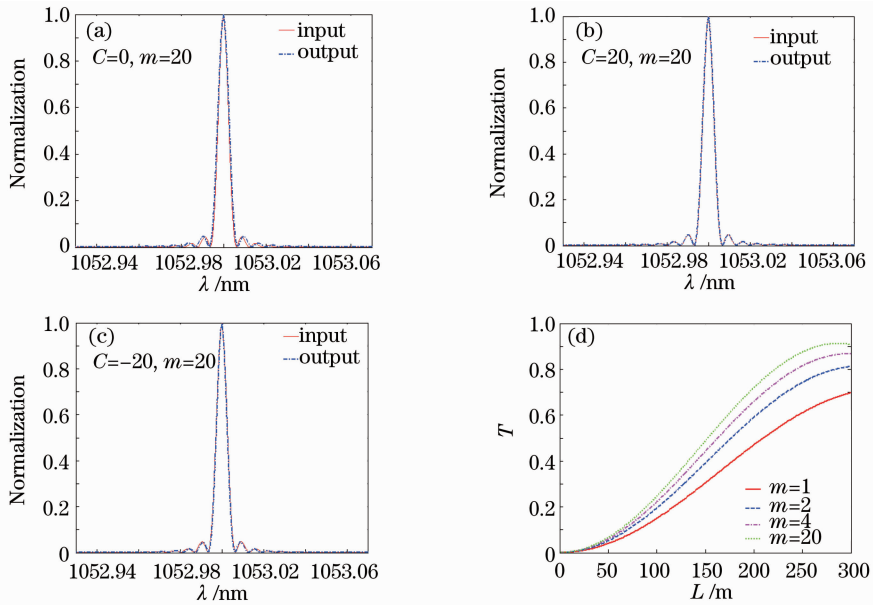 (a)
C=0, m=20
input
output
1.0
0.8
0.6
0.4
0.2
0
Normalization
1052.94 1052.98 1053.02 1053.06
λ /nm
(b)
C=20, m=20
input
output
1.0
0.8
0.6
0.4
0.2
0
Normalization
1052.94 1052.98 1053.02 1053.06
λ /nm
(c)
C=−20, m=20
input
output
1.0
0.8
0.6
0.4
0.2
0
Normalization
1052.94 1052.98 1053.02 1053.06
λ /nm
(d)
1.0
0.8
0.6
0.4
0.2
0
T
m=1
m=2
m=4
m=20
0 50 100 150 200 250 300
L /m